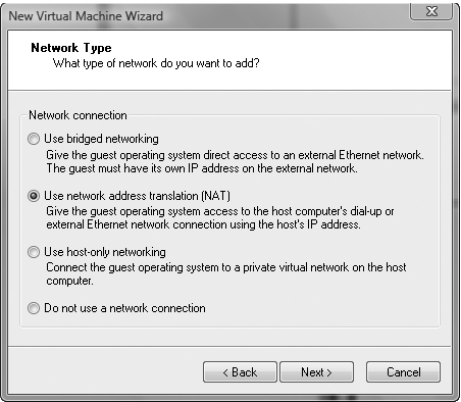 New Virtual Machine Wizard
Network Type
What type of network do you want to add?
Network connection
Use bridged networking
Give the guest operating system direct access to an external Ethernet network.
The guest must have its own IP address on the external network.
Use network address translation (NAT)
Give the guest operating system access to the host computer's dial-up or
external Ethernet network connection using the host's IP address.
Use host-only networking
Connect the guest operating system to a private virtual network on the host
computer.
Do not use a network connection
< Back Next > Cancel